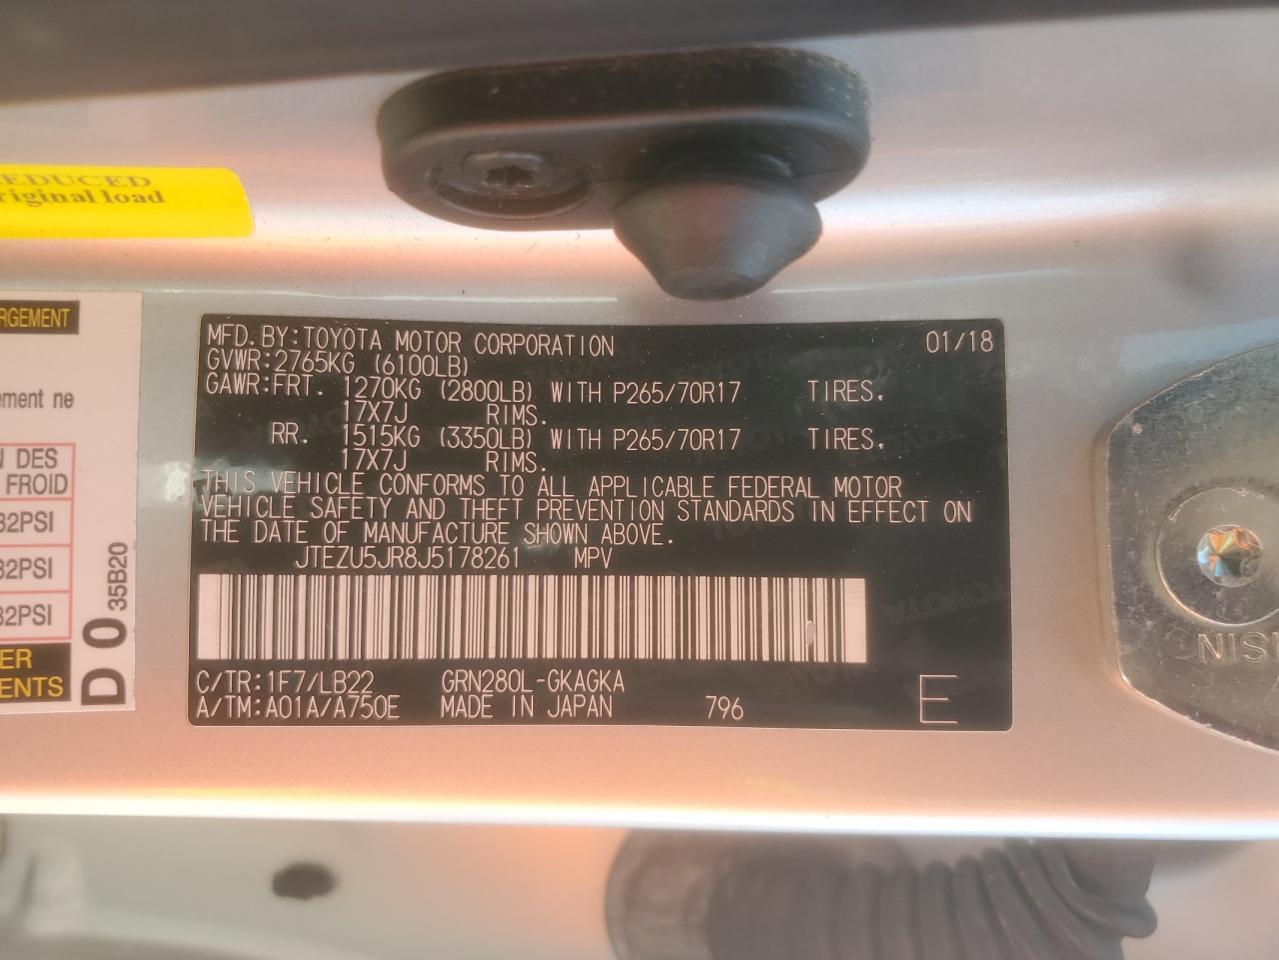 EDUCED
riginal load
RGEMENT
ement ne
N DES
FROID
32PSI
32PSI
32PSI
ER
ENTS
D 0 35B20
MFD.BY:TOYOTA MOTOR CORPORATION 01/18
GVWR:2765KG (6100LB)
GAWR:FRT. 1270KG (2800LB) WITH P265/70R17 TIRES,
17X7J RIMS.
RR. 1515KG (3350LB) WITH P265/70R17 TIRES,
17X7J RIMS.
THIS VEHICLE CONFORMS TO ALL APPLICABLE FEDERAL MOTOR
VEHICLE SAFETY AND THEFT PREVENTION STANDARDS IN EFFECT ON
THE DATE OF MANUFACTURE SHOWN ABOVE.
JTEZU5JR8J5178261 MPV
C/TR:1F7/LB22 GRN280L-GKAGKA
A/TM:A01A/A750E MADE IN JAPAN 796 E
NIS